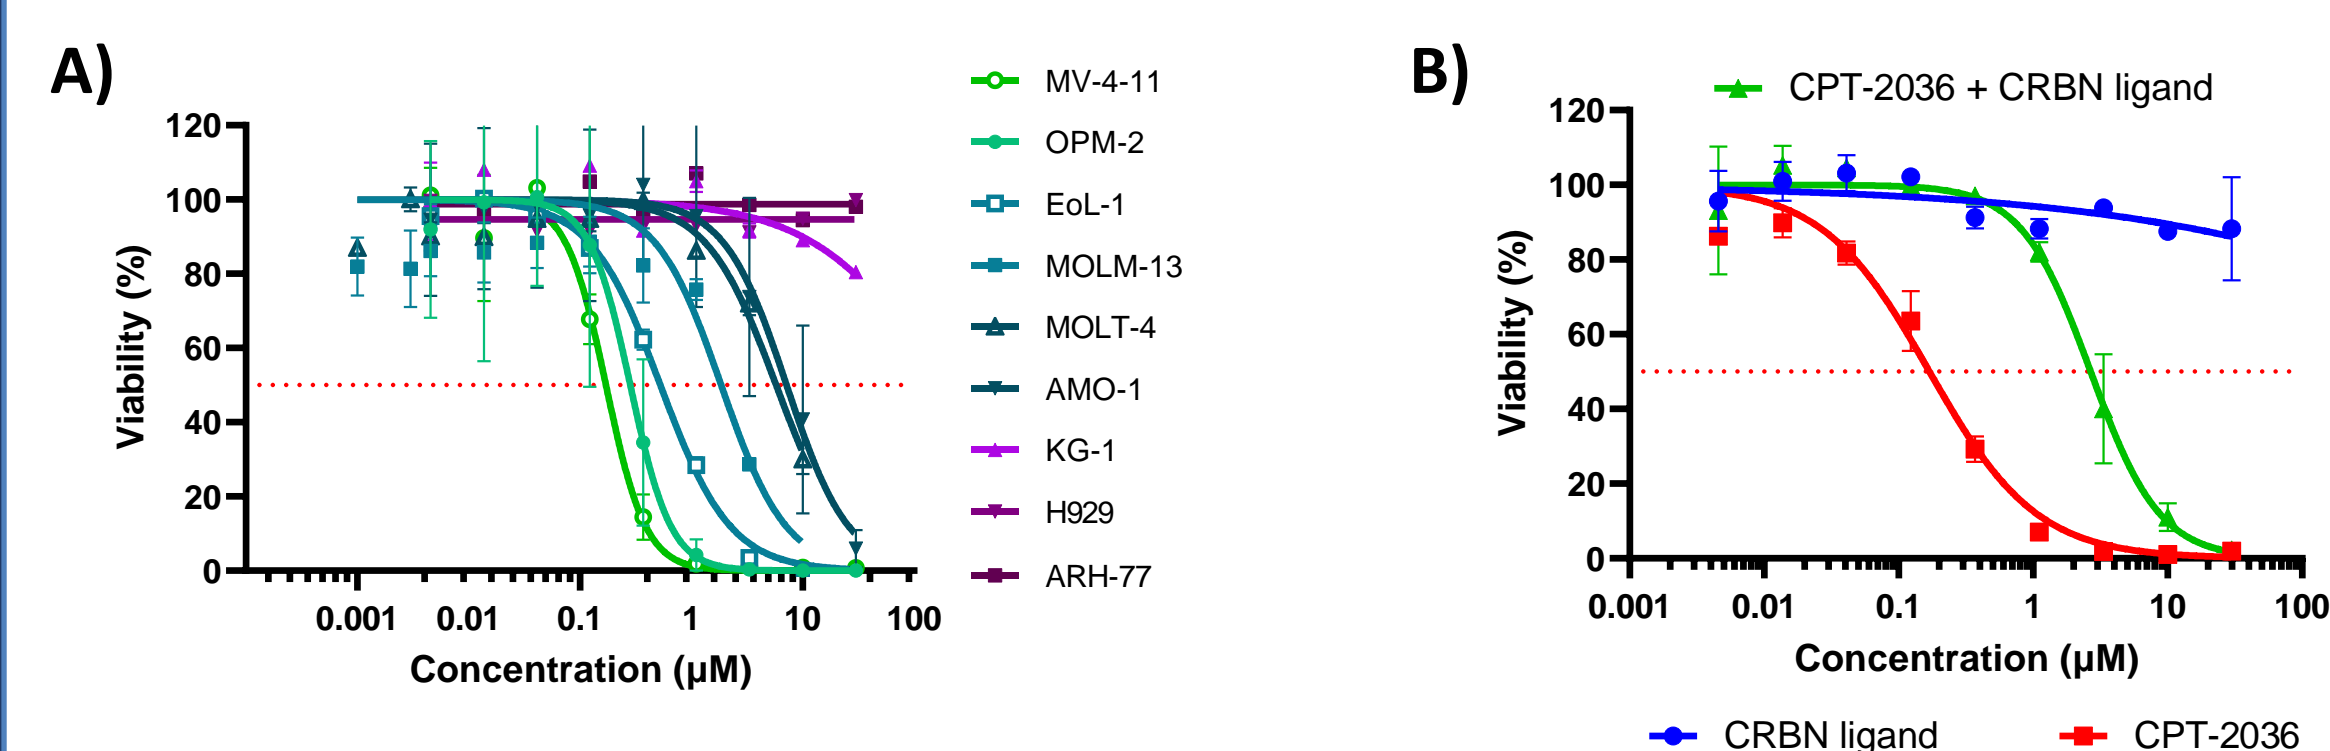 A)
120
100
80
60
40
20
0
Viability (%)
0.001 0.01 0.1 1 10 100
Concentration (µM)
MV-4-11
OPM-2
EoL-1
MOLM-13
MOLT-4
AMO-1
KG-1
H929
ARH-77
B)
CPT-2036 + CRBN ligand
120
100
80
60
40
20
0
Viability (%)
0.001 0.01 0.1 1 10 100
Concentration (µM)
CRBN ligand CPT-2036